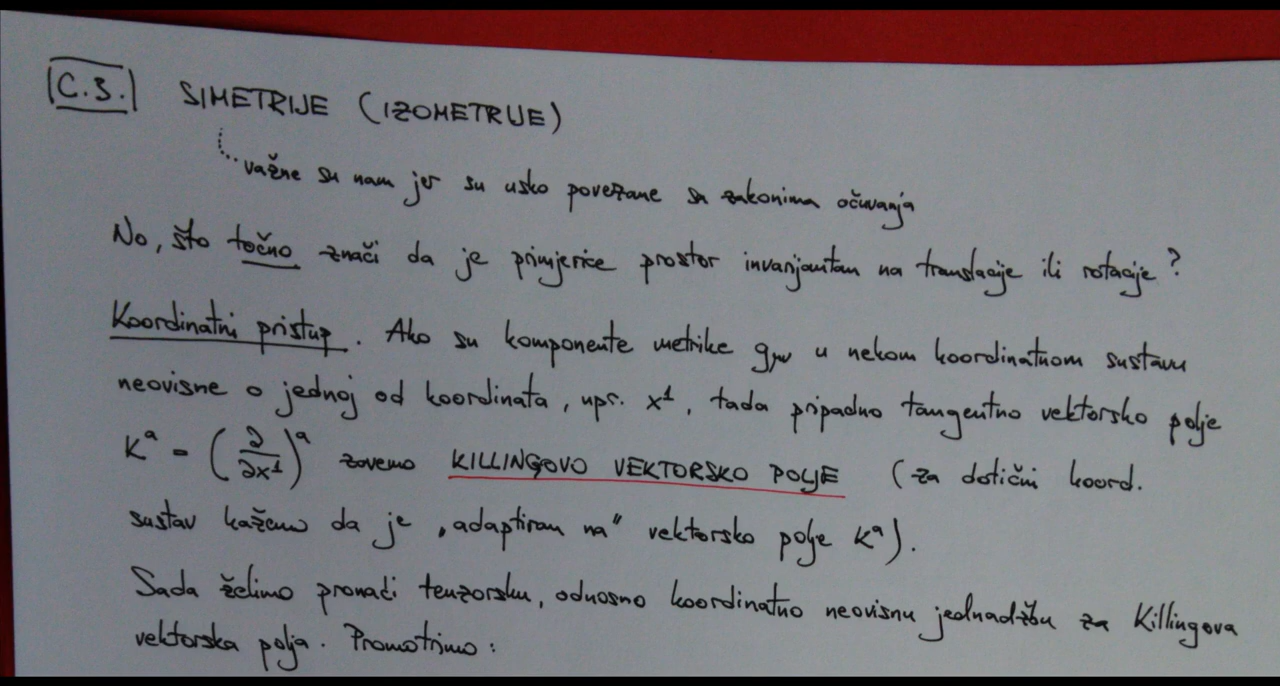 C.3. SIMETRIJE (IZOMETRIJE)
važne su nam jer su usko povezane sa zakonima očuvanja
No, što točno znači da je primjerice prostor invarijantan na translacije ili rotacije?
Koordinatni pristup. Ako su komponente metrike gμν u nekom koordinatnom sustavu
neovisne o jednoj od koordinata, npr. x¹, tada pripadno tangentno vektorsko polje
Kᵃ = (∂/∂x¹)ᵃ zovemo KILLINGOVO VEKTORSKO POLJE (za dotični koord.
sustav kažemo da je „adaptiran na" vektorsko polje Kᵃ).
Sada želimo pronaći tenzorsku, odnosno koordinatno neovisnu jednadžbu za Killingova
vektorska polja. Promotrimo: